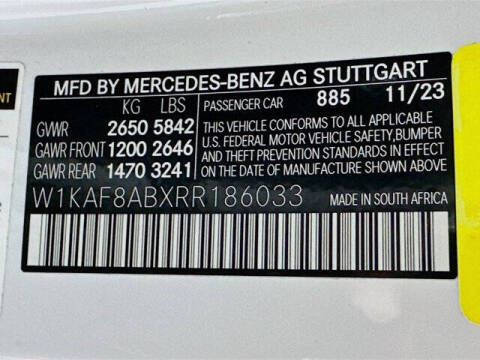 MFD BY MERCEDES-BENZ AG STUTTGART
KG LBS PASSENGER CAR 885 11/23
GVWR 2650 5842
GAWR FRONT 1200 2646
GAWR REAR 1470 3241
THIS VEHICLE CONFORMS TO ALL APPLICABLE
U.S. FEDERAL MOTOR VEHICLE SAFETY,BUMPER
AND THEFT PREVENTION STANDARDS IN EFFECT
ON THE DATE OF MANUFACTURE SHOWN ABOVE.
W1KAF8ABXRR186033 MADE IN SOUTH AFRICA